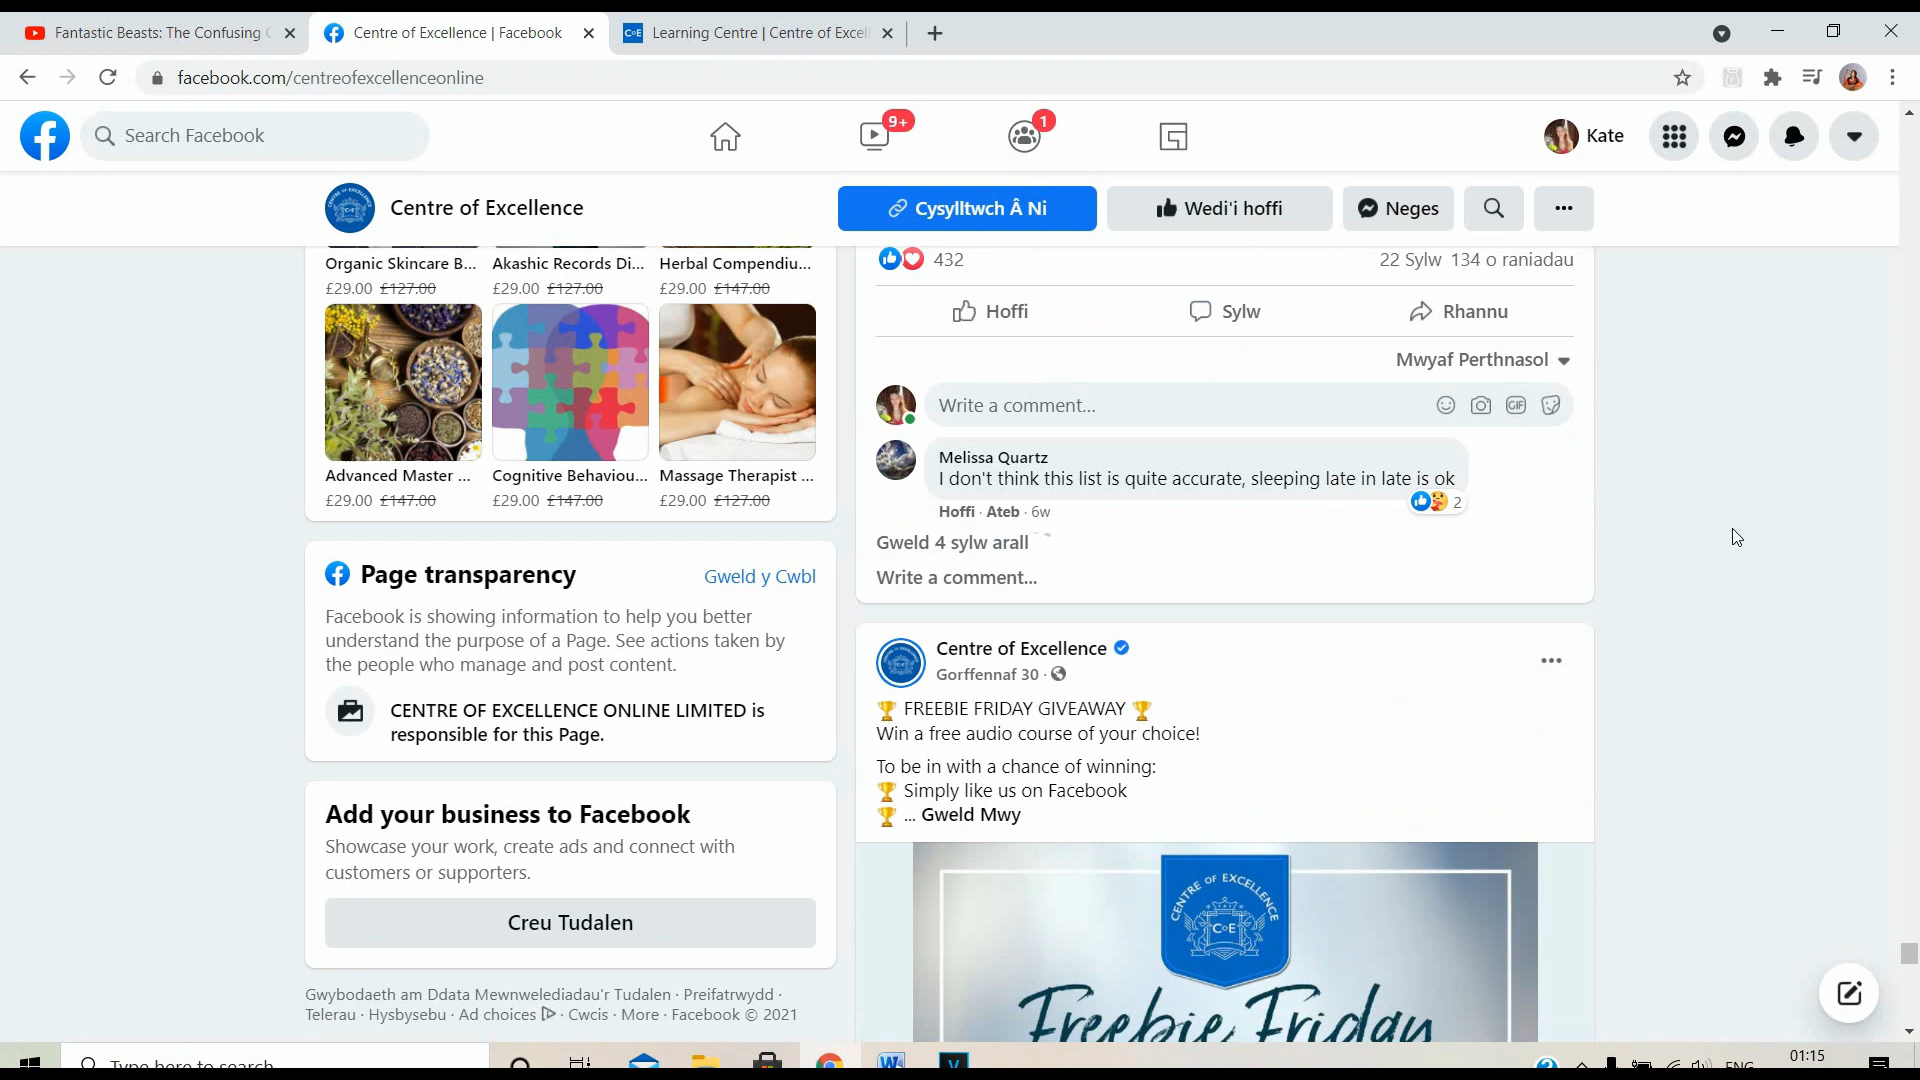 Fantastic Beasts: The Confusing
Centre of Excellence | Facebook
CoE
Learning Centre | Centre of Excel
facebook.com/centreofexcellenceonline
Search Facebook
9+
1
Kate
Centre of Excellence
Cysylltwch Â Ni
Wedi'i hoffi
Neges
Organic Skincare B...
Akashic Records Di...
Herbal Compendiu...
£29.00 £127.00
£29.00 £127.00
£29.00 £147.00
Advanced Master ...
Cognitive Behaviou...
Massage Therapist ...
£29.00 £147.00
£29.00 £147.00
£29.00 £127.00
Page transparency
Gweld y Cwbl
Facebook is showing information to help you better
understand the purpose of a Page. See actions taken by
the people who manage and post content.
CENTRE OF EXCELLENCE ONLINE LIMITED is
responsible for this Page.
Add your business to Facebook
Showcase your work, create ads and connect with
customers or supporters.
Creu Tudalen
Gwybodaeth am Ddata Mewnwelediadau'r Tudalen · Preifatrwydd ·
Telerau · Hysbysebu · Ad choices · Cwcis · More · Facebook © 2021
432
22 Sylw 134 o raniadau
Hoffi
Sylw
Rhannu
Mwyaf Perthnasol
Write a comment...
GIF
Melissa Quartz
I don't think this list is quite accurate, sleeping late in late is ok
2
Hoffi · Ateb · 6w
Gweld 4 sylw arall
Write a comment...
Centre of Excellence
Gorffennaf 30 ·
🏆 FREEBIE FRIDAY GIVEAWAY 🏆
Win a free audio course of your choice!
To be in with a chance of winning:
🏆 Simply like us on Facebook
🏆 ... Gweld Mwy
CENTRE OF EXCELLENCE
CoE
Freebie Friday
Type here to search
W
V
ENG
01:15